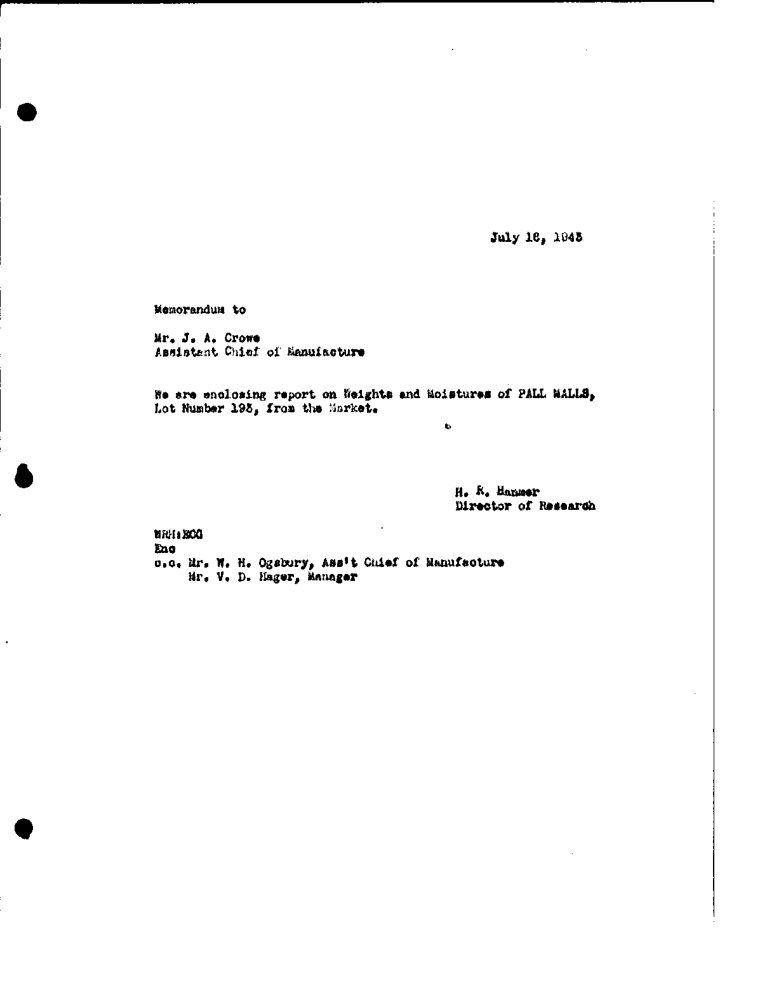 July 16, 1943
Memorandum to
Mr. J. A. Crowe
Assistant Chief of Manufacture
We are enclosing report on Weights and Moistures of PALL MALLS,
Lot Number 193, from the Market.
H. R. Hanmer
Director of Research
WRH:ECG
Enc
c.c. Mr. W. H. Ogsbury, Ass't Chief of Manufacture
Mr. V. D. Hager, Manager